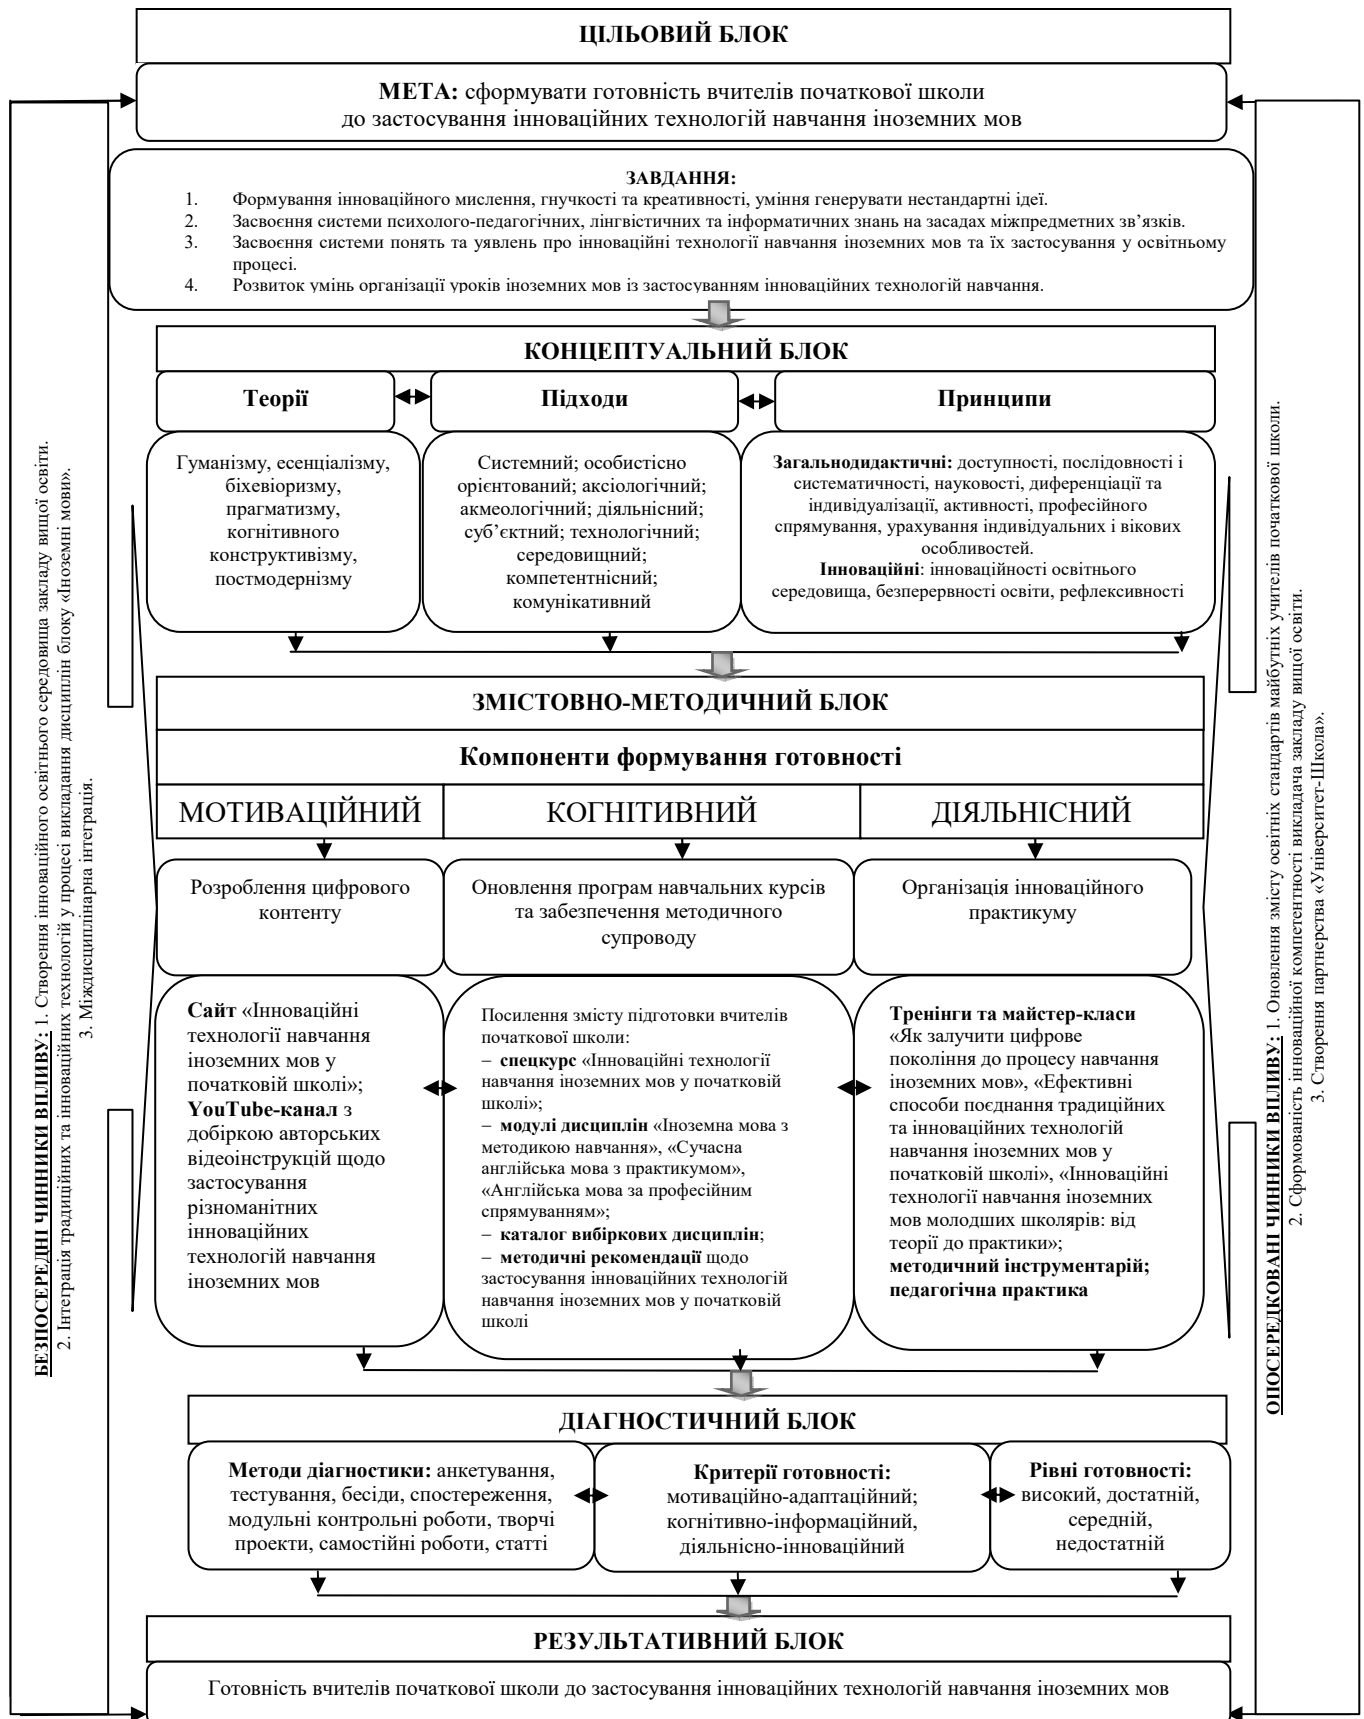 ЦІЛЬОВИЙ БЛОК
МЕТА: сформувати готовність вчителів початкової школи
до застосування інноваційних технологій навчання іноземних мов
ЗАВДАННЯ:
1. Формування інноваційного мислення, гнучкості та креативності, уміння генерувати нестандартні ідеї.
2. Засвоєння системи психолого-педагогічних, лінгвістичних та інформатичних знань на засадах міжпредметних зв’язків.
3. Засвоєння системи понять та уявлень про інноваційні технології навчання іноземних мов та їх застосування у освітньому
процесі.
4. Розвиток умінь організації уроків іноземних мов із застосуванням інноваційних технологій навчання.
КОНЦЕПТУАЛЬНИЙ БЛОК
Теорії
Підходи
Принципи
Гуманізму, есенціалізму,
біхевіоризму,
прагматизму,
когнітивного
конструктивізму,
постмодернізму
Системний; особистісно
орієнтований; аксіологічний;
акмеологічний; діяльнісний;
суб’єктний; технологічний;
середовищний;
компетентнісний;
комунікативний
Загальнодидактичні: доступності, послідовності і
систематичності, науковості, диференціації та
індивідуалізації, активності, професійного
спрямування, урахування індивідуальних і вікових
особливостей.
Інноваційні: інноваційності освітнього
середовища, безперервності освіти, рефлексивності
ЗМІСТОВНО-МЕТОДИЧНИЙ БЛОК
Компоненти формування готовності
МОТИВАЦІЙНИЙ
КОГНІТИВНИЙ
ДІЯЛЬНІСНИЙ
Розроблення цифрового
контенту
Оновлення програм навчальних курсів
та забезпечення методичного
супроводу
Організація інноваційного
практикуму
Сайт «Інноваційні
технології навчання
іноземних мов у
початковій школі»;
YouTube-канал з
добіркою авторських
відеоінструкцій щодо
застосування
різноманітних
інноваційних
технологій навчання
іноземних мов
Посилення змісту підготовки вчителів
початкової школи:
– спецкурс «Інноваційні технології
навчання іноземних мов у початковій
школі»;
– модулі дисциплін «Іноземна мова з
методикою навчання», «Сучасна
англійська мова з практикумом»,
«Англійська мова за професійним
спрямуванням»;
– каталог вибіркових дисциплін;
– методичні рекомендації щодо
застосування інноваційних технологій
навчання іноземних мов у початковій
школі
Тренінги та майстер-класи
«Як залучити цифрове
покоління до процесу навчання
іноземних мов», «Ефективні
способи поєднання традиційних
та інноваційних технологій
навчання іноземних мов у
початковій школі», «Інноваційні
технології навчання іноземних
мов молодших школярів: від
теорії до практики»;
методичний інструментарій;
педагогічна практика
ДІАГНОСТИЧНИЙ БЛОК
Методи діагностики: анкетування,
тестування, бесіди, спостереження,
модульні контрольні роботи, творчі
проекти, самостійні роботи, статті
Критерії готовності:
мотиваційно-адаптаційний;
когнітивно-інформаційний,
діяльнісно-інноваційний
Рівні готовності:
високий, достатній,
середній,
недостатній
РЕЗУЛЬТАТИВНИЙ БЛОК
Готовність вчителів початкової школи до застосування інноваційних технологій навчання іноземних мов
БЕЗПОСЕРЕДНІ ЧИННИКИ ВПЛИВУ: 1. Створення інноваційного освітнього середовища закладу вищої освіти.
2. Інтеграція традиційних та інноваційних технологій у процесі викладання дисциплін блоку «Іноземні мови».
3. Міждисциплінарна інтеграція.
ОПОСЕРЕДКОВАНІ ЧИННИКИ ВПЛИВУ: 1. Оновлення змісту освітніх стандартів майбутніх учителів початкової школи.
2. Сформованість інноваційної компетентності викладача закладу вищої освіти.
3. Створення партнерства «Університет-Школа».